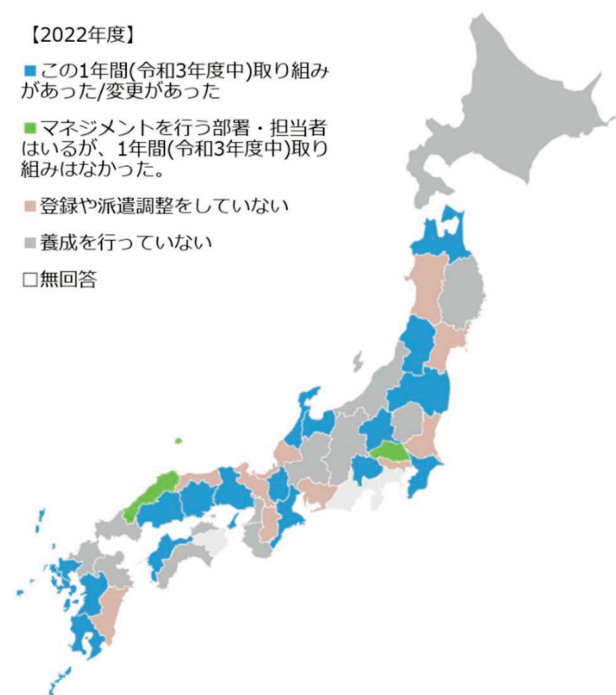 【2022年度】
■この1年間(令和3年度中)取り組み
があった/変更があった
■マネジメントを行う部署・担当者
はいるが、1年間(令和3年度中)取り
組みはなかった。
■登録や派遣調整をしていない
■養成を行っていない
□無回答